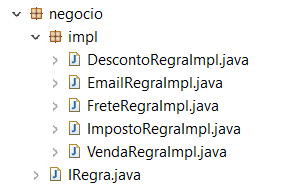 negocio
impl
DescontoRegraImpl.java
EmailRegraImpl.java
FreteRegraImpl.java
ImpostoRegraImpl.java
VendaRegraImpl.java
IRegra.java